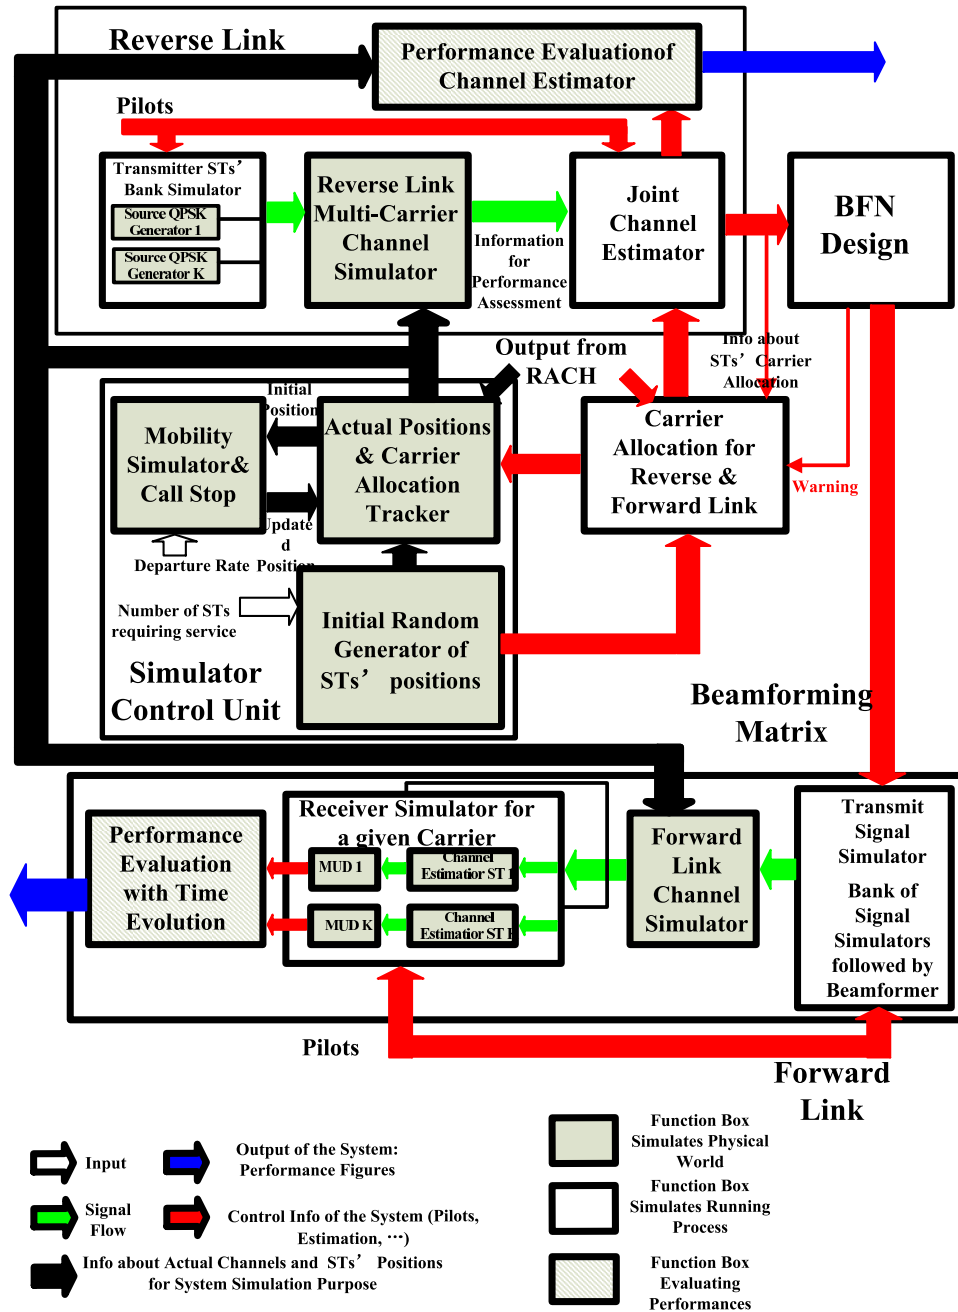 Reverse Link
Performance Evaluationof
Channel Estimator
Pilots
Transmitter STs’
Bank Simulator
Source QPSK
Generator 1
Source QPSK
Generator K
Reverse Link
Multi-Carrier
Channel
Simulator
Information
for
Performance
Assessment
Joint
Channel
Estimator
BFN
Design
Output from
RACH
Info about
STs’ Carrier
Allocation
Initial
Position
Mobility
Simulator&
Call Stop
Actual Positions
& Carrier
Allocation
Tracker
Carrier
Allocation for
Reverse &
Forward Link
Warning
Update
d
Position
Departure Rate
Number of STs
requiring service
Initial Random
Generator of
STs’ positions
Simulator
Control Unit
Beamforming
Matrix
Performance
Evaluation
with Time
Evolution
Receiver Simulator for
a given Carrier
MUD 1
Channel
Estimatior ST 1
MUD K
Channel
Estimatior ST
Forward
Link
Channel
Simulator
Transmit
Signal
Simulator
Bank of
Signal
Simulators
followed by
Beamformer
Pilots
Forward
Link
Input
Output of the System:
Performance Figures
Signal
Flow
Control Info of the System (Pilots,
Estimation, ···)
Info about Actual Channels and STs’ Positions
for System Simulation Purpose
Function Box
Simulates Physical
World
Function Box
Simulates Running
Process
Function Box
Evaluating
Performances